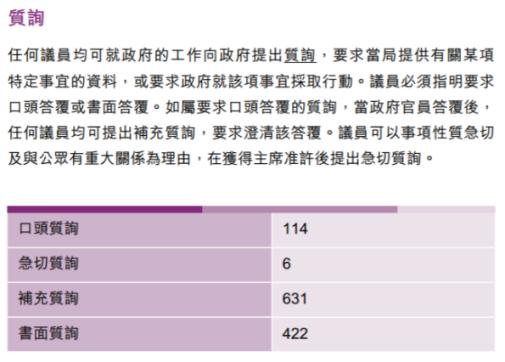 質詢
任何議員均可就政府的工作向政府提出質詢，要求當局提供有關某項
特定事宜的資料，或要求政府就該項事宜採取行動。議員必須指明要求
口頭答覆或書面答覆。如屬要求口頭答覆的質詢，當政府官員答覆後，
任何議員均可提出補充質詢，要求澄清該答覆。議員可以事項性質急切
及與公眾有重大關係為理由，在獲得主席准許後提出急切質詢。
口頭質詢 114
急切質詢 6
補充質詢 631
書面質詢 422